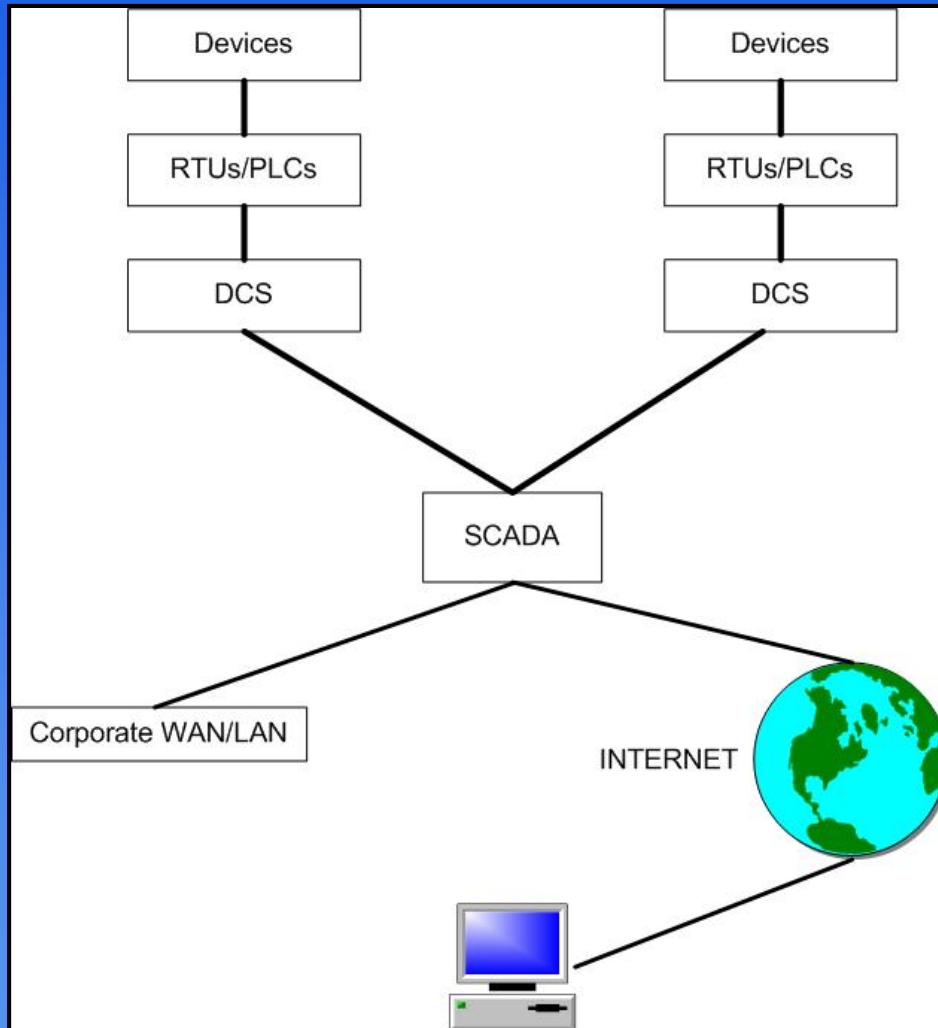 Devices
Devices
RTUs/PLCs
RTUs/PLCs
DCS
DCS
SCADA
Corporate WAN/LAN
INTERNET